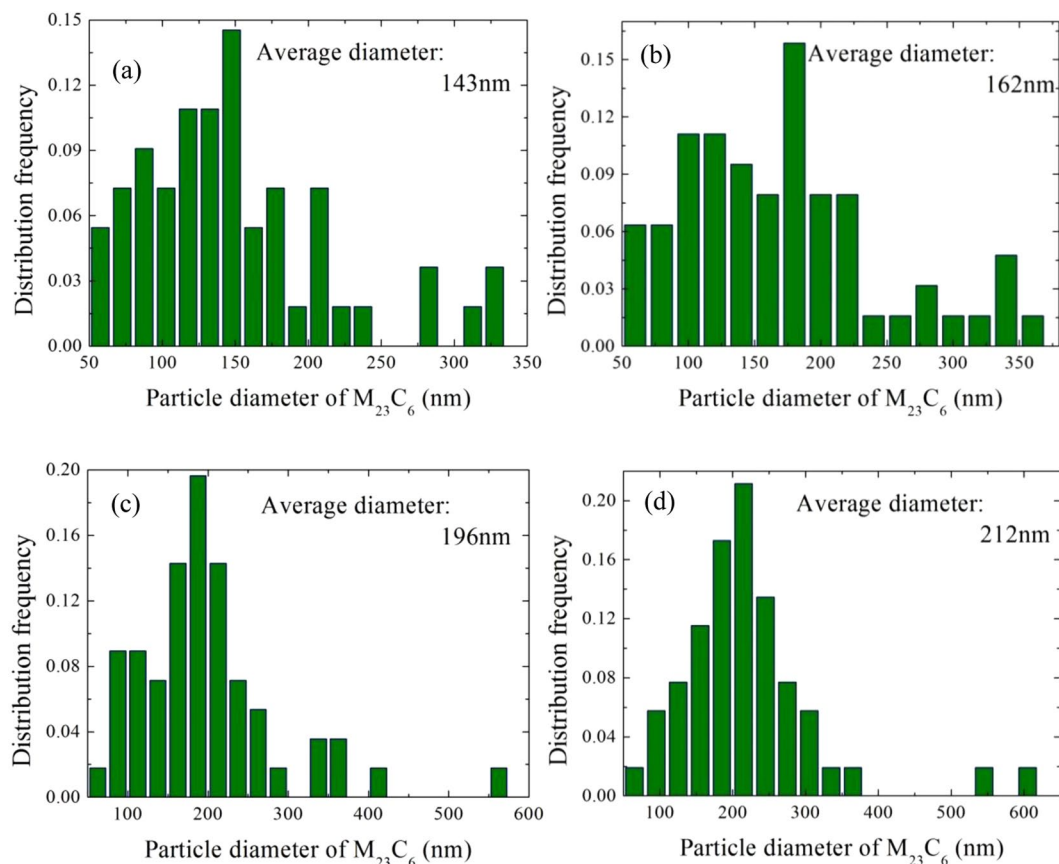 (a)
Average diameter:
143nm
Distribution frequency
0.15
0.12
0.09
0.06
0.03
0.00
50 100 150 200 250 300 350
Particle diameter of M₂₃C₆ (nm)
(b)
Average diameter:
162nm
Distribution frequency
0.15
0.12
0.09
0.06
0.03
0.00
50 100 150 200 250 300 350
Particle diameter of M₂₃C₆ (nm)
(c)
Average diameter:
196nm
Distribution frequency
0.20
0.16
0.12
0.08
0.04
0.00
100 200 300 400 500 600
Particle diameter of M₂₃C₆ (nm)
(d)
Average diameter:
212nm
Distribution frequency
0.20
0.16
0.12
0.08
0.04
0.00
100 200 300 400 500 600
Particle diameter of M₂₃C₆ (nm)